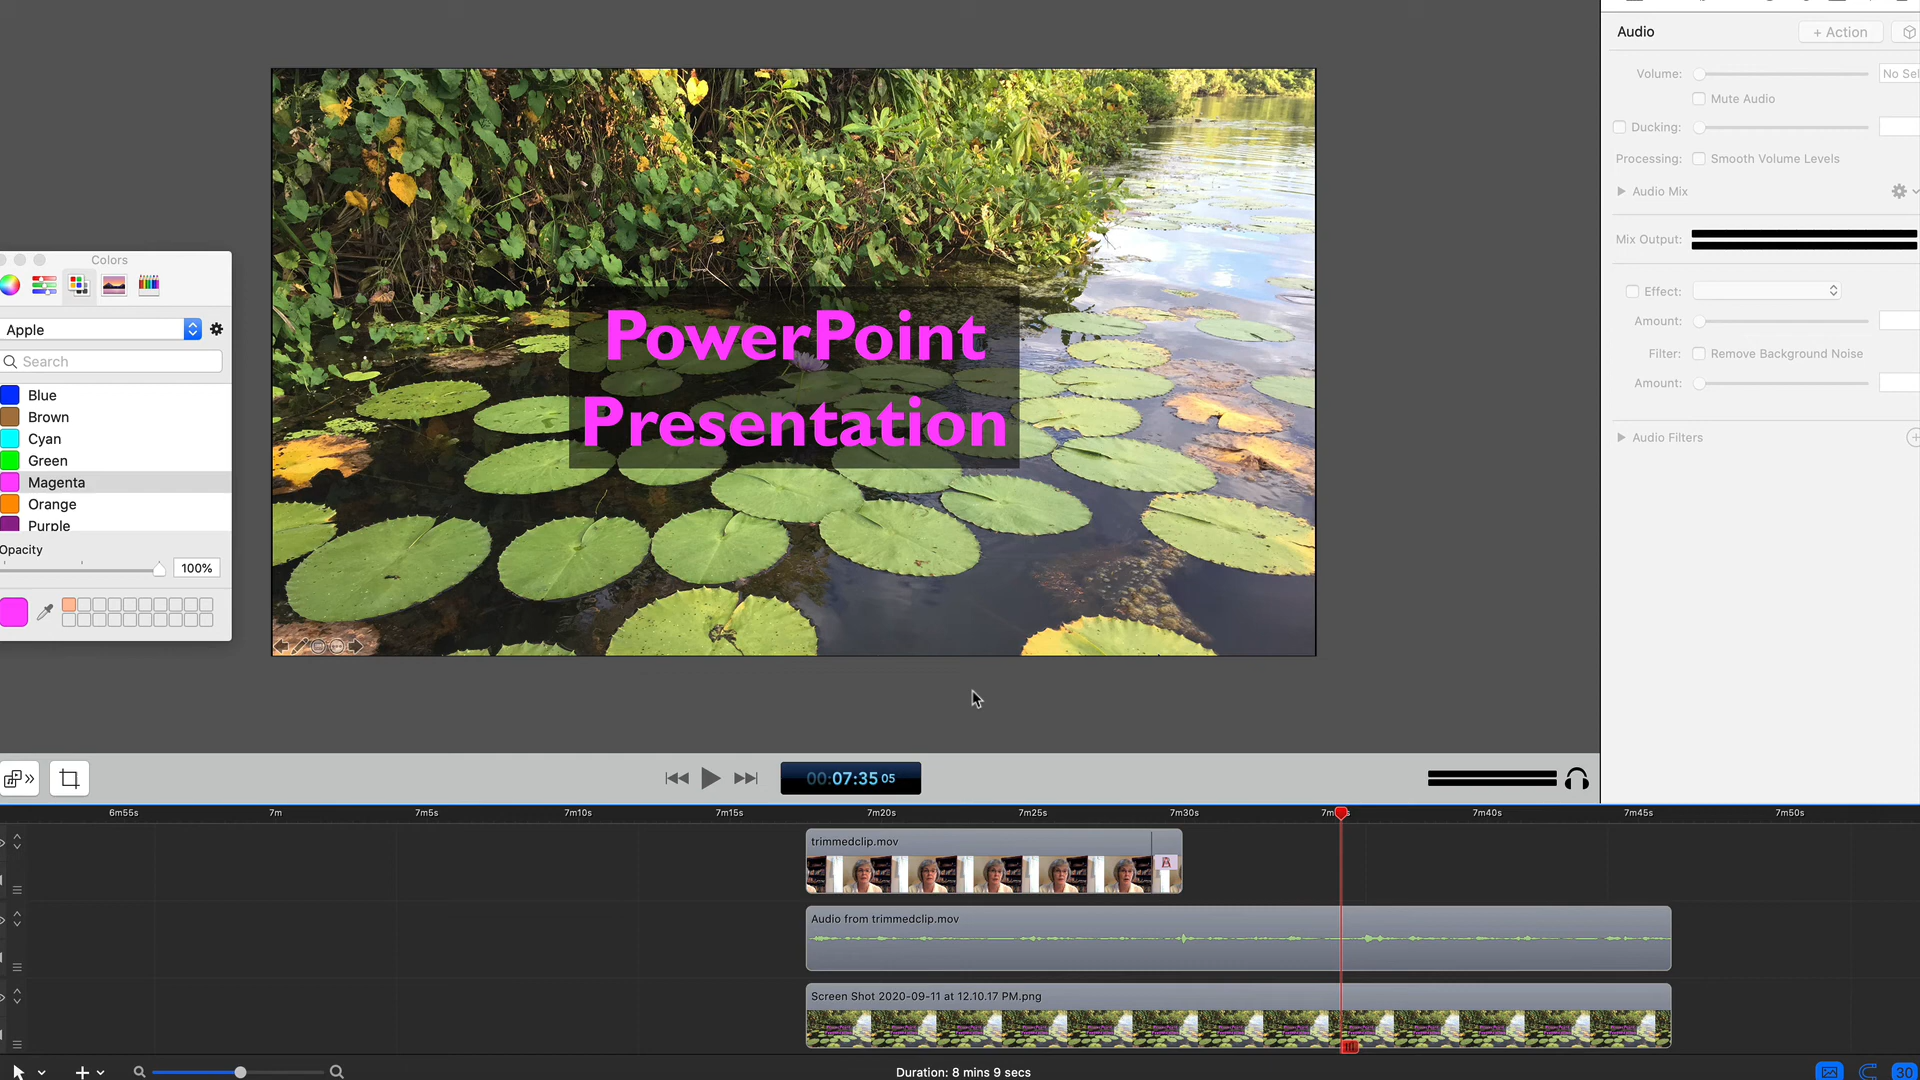 Audio
+ Action
Volume:
No Sel
Mute Audio
Ducking:
Processing:
Smooth Volume Levels
Audio Mix
Mix Output:
Effect:
Amount:
Filter:
Remove Background Noise
Amount:
Audio Filters
Colors
Apple
Search
Blue
Brown
Cyan
Green
Magenta
Orange
Purple
Opacity
100%
PowerPoint
Presentation
00:07:35 05
6m55s
7m
7m5s
7m10s
7m15s
7m20s
7m25s
7m30s
7m40s
7m45s
7m50s
trimmedclip.mov
Audio from trimmedclip.mov
Screen Shot 2020-09-11 at 12.10.17 PM.png
Duration: 8 mins 9 secs
30